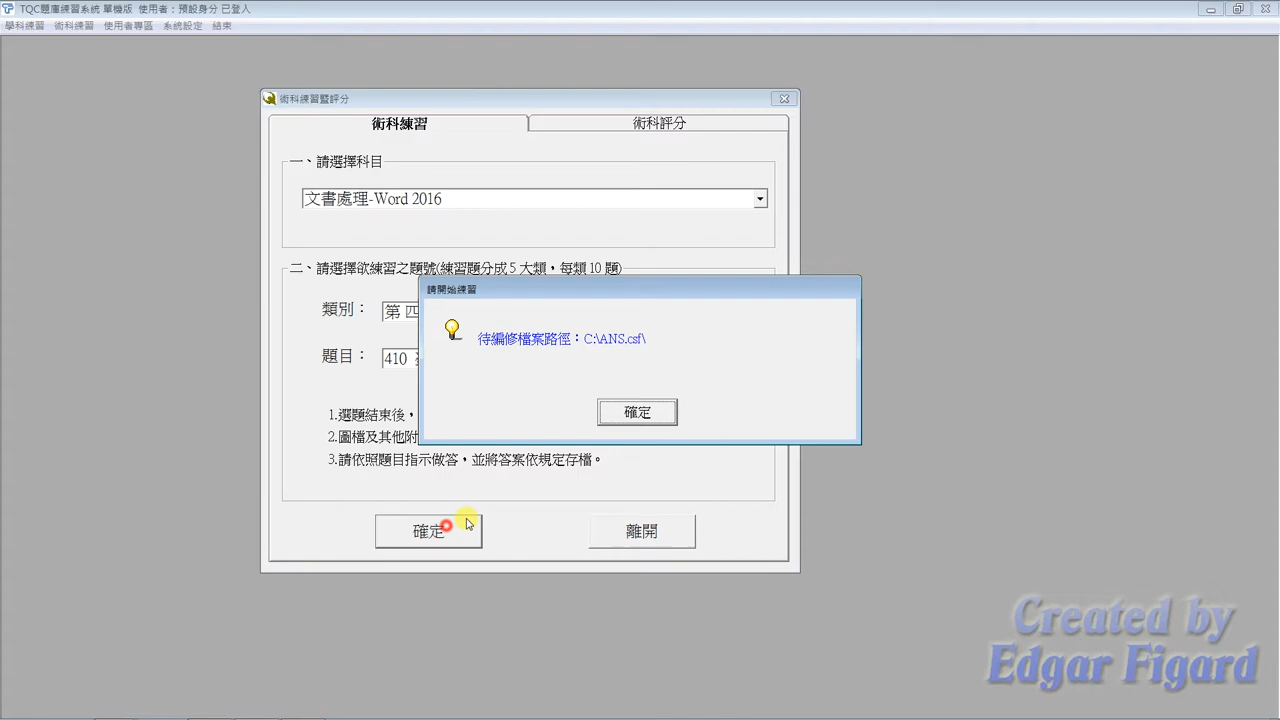 TQC題庫練習系統 單機版 使用者：預設身分 已登入
學科練習 術科練習 使用者專區 系統設定 結束
術科練習暨評分
術科練習 術科評分
一、請選擇科目
文書處理-Word 2016
二、請選擇欲練習之題號(練習題分成 5 大類，每類 10 題)
請開始練習
類別： 第 四
待編修檔案路徑：C:\ANS.csf\
題目： 410
確定
1.選題結束後，
2.圖檔及其他附
3.請依照題目指示做答，並將答案依規定存檔。
確定 離開
Created by
Edgar Figard